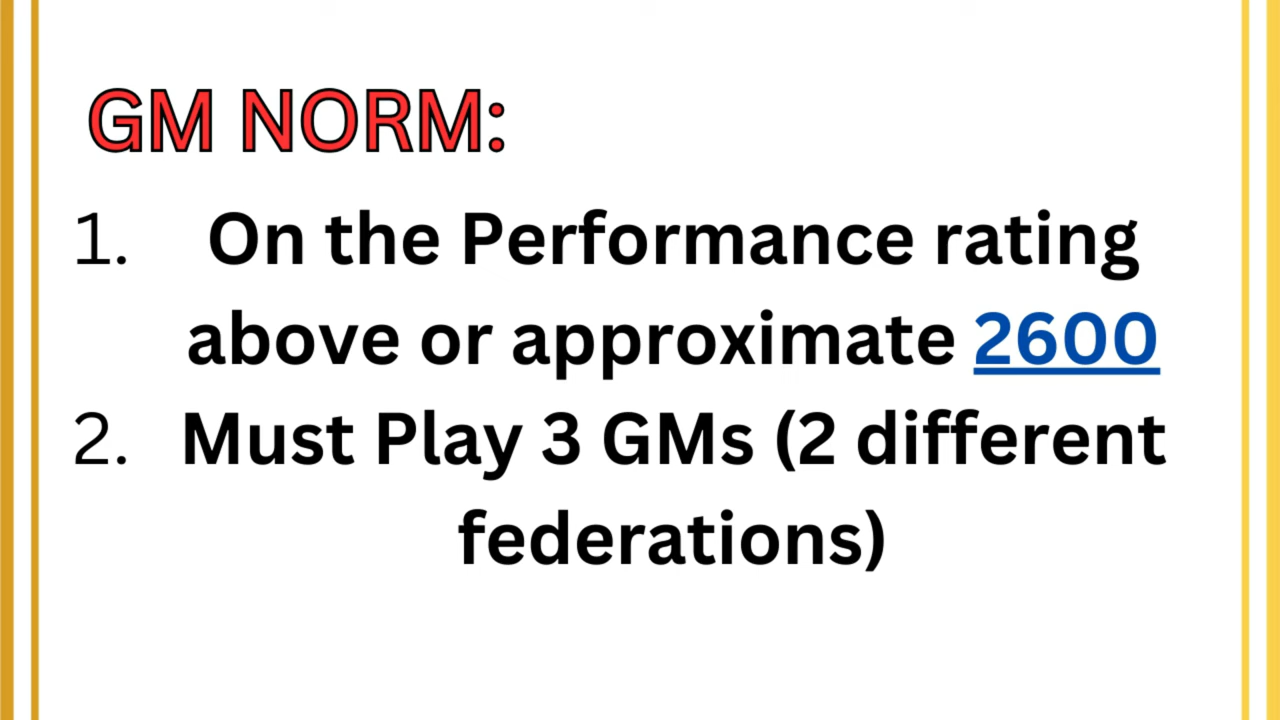 GM NORM:
1. On the Performance rating
above or approximate 2600
2. Must Play 3 GMs (2 different
federations)